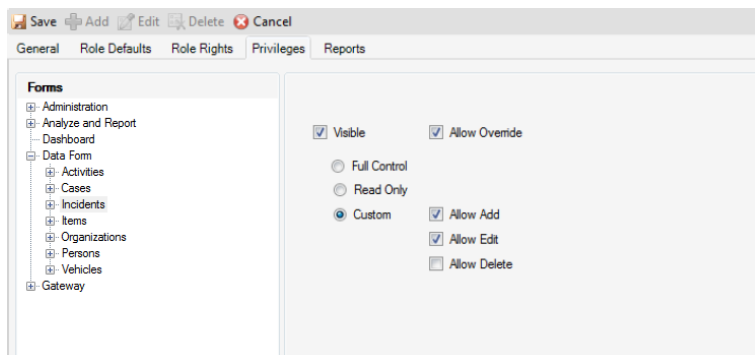 Save Add Edit Delete Cancel
General Role Defaults Role Rights Privileges Reports
Forms
Administration
Analyze and Report
Dashboard
Data Form
Activities
Cases
Incidents
Items
Organizations
Persons
Vehicles
Gateway
Visible Allow Override
Full Control
Read Only
Custom Allow Add
Allow Edit
Allow Delete